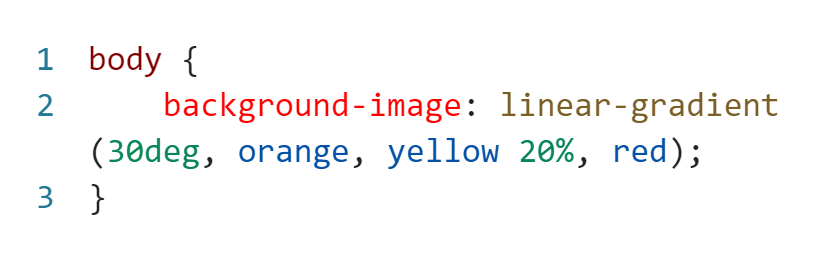 1 body {
2 background-image: linear-gradient
(30deg, orange, yellow 20%, red);
3 }